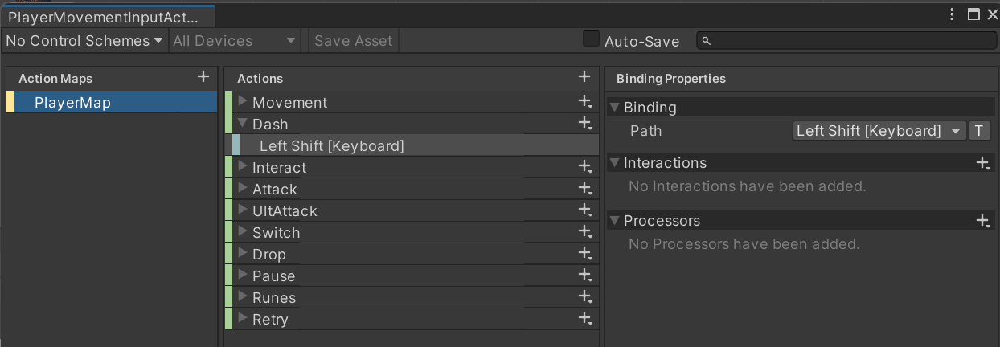 PlayerMovementInputAct...
No Control Schemes All Devices Save Asset Auto-Save
Action Maps
PlayerMap
Actions
Movement
Dash
Left Shift [Keyboard]
Interact
Attack
UltAttack
Switch
Drop
Pause
Runes
Retry
Binding Properties
Binding
Path Left Shift [Keyboard] T
Interactions
No Interactions have been added.
Processors
No Processors have been added.